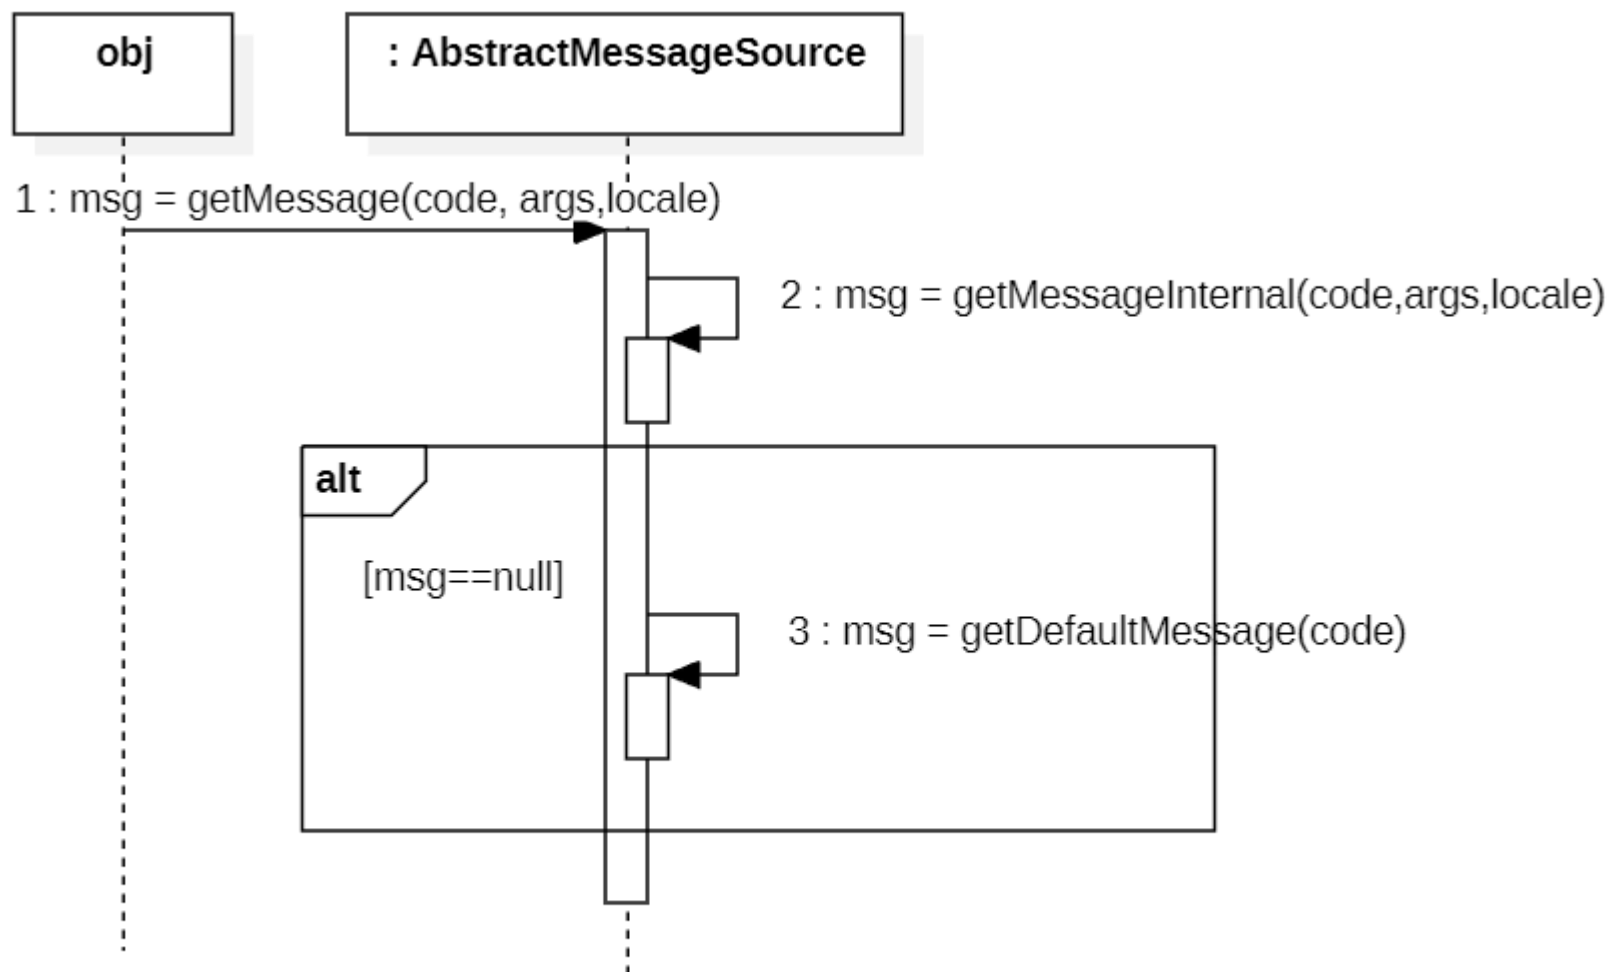 obj
: AbstractMessageSource
1 : msg = getMessage(code, args,locale)
2 : msg = getMessageInternal(code,args,locale)
alt
[msg==null]
3 : msg = getDefaultMessage(code)